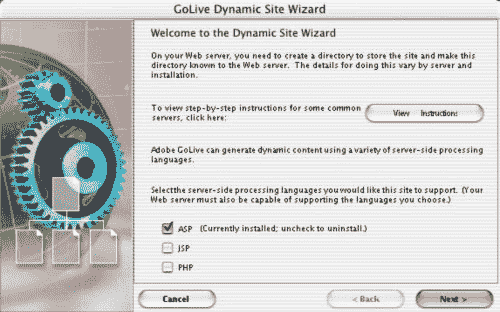 GoLive Dynamic Site Wizard
Welcome to the Dynamic Site Wizard
On your Web server, you need to create a directory to store the site and make this
directory known to the Web server. The details for doing this vary by server and
installation.
To view step-by-step instructions for some common
servers, click here:
View Instructions
Adobe GoLive can generate dynamic content using a variety of server-side processing
languages.
Selectthe server-side processing languages you would like this site to support. (Your
Web server must also be capable of supporting the languages you choose.)
ASP (Currently installed; uncheck to uninstall.)
JSP
PHP
Cancel
< Back
Next >